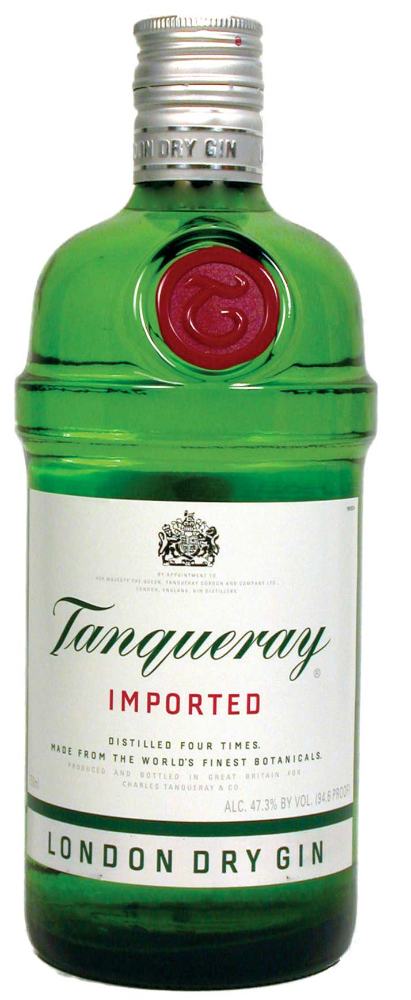 DON DRY GIN
BY APPOINTMENT TO
HER MAJESTY THE QUEEN, TANQUERAY GORDON AND COMPANY LTD.,
LONDON, ENGLAND, GIN DISTILLERS
Tanqueray
®
IMPORTED
DISTILLED FOUR TIMES.
MADE FROM THE WORLD'S FINEST BOTANICALS.
PRODUCED AND BOTTLED IN GREAT BRITAIN FOR
CHARLES TANQUERAY & CO.
750ml
ALC. 47.3% BY VOL. (94.6 PROOF)
LONDON DRY GIN